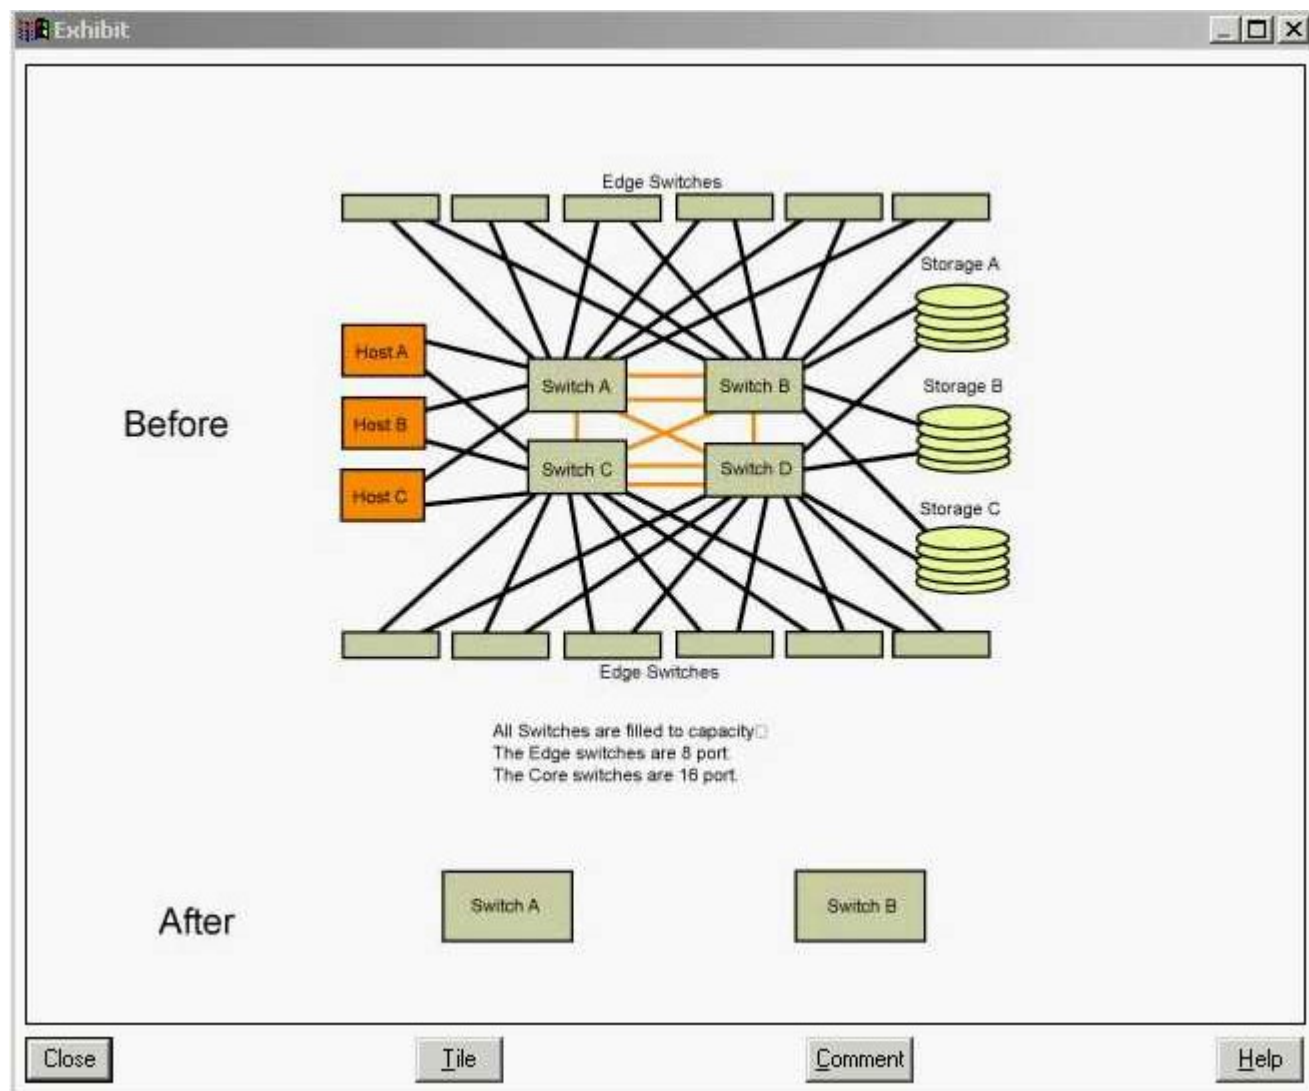 Exhibit
Edge Switches
Storage A
Host A
Switch A
Switch B
Storage B
Before
Host B
Switch C
Switch D
Host C
Storage C
Edge Switches
All Switches are filled to capacity□
The Edge switches are 8 port.
The Core switches are 16 port.
After
Switch A
Switch B
Close
Tile
Comment
Help